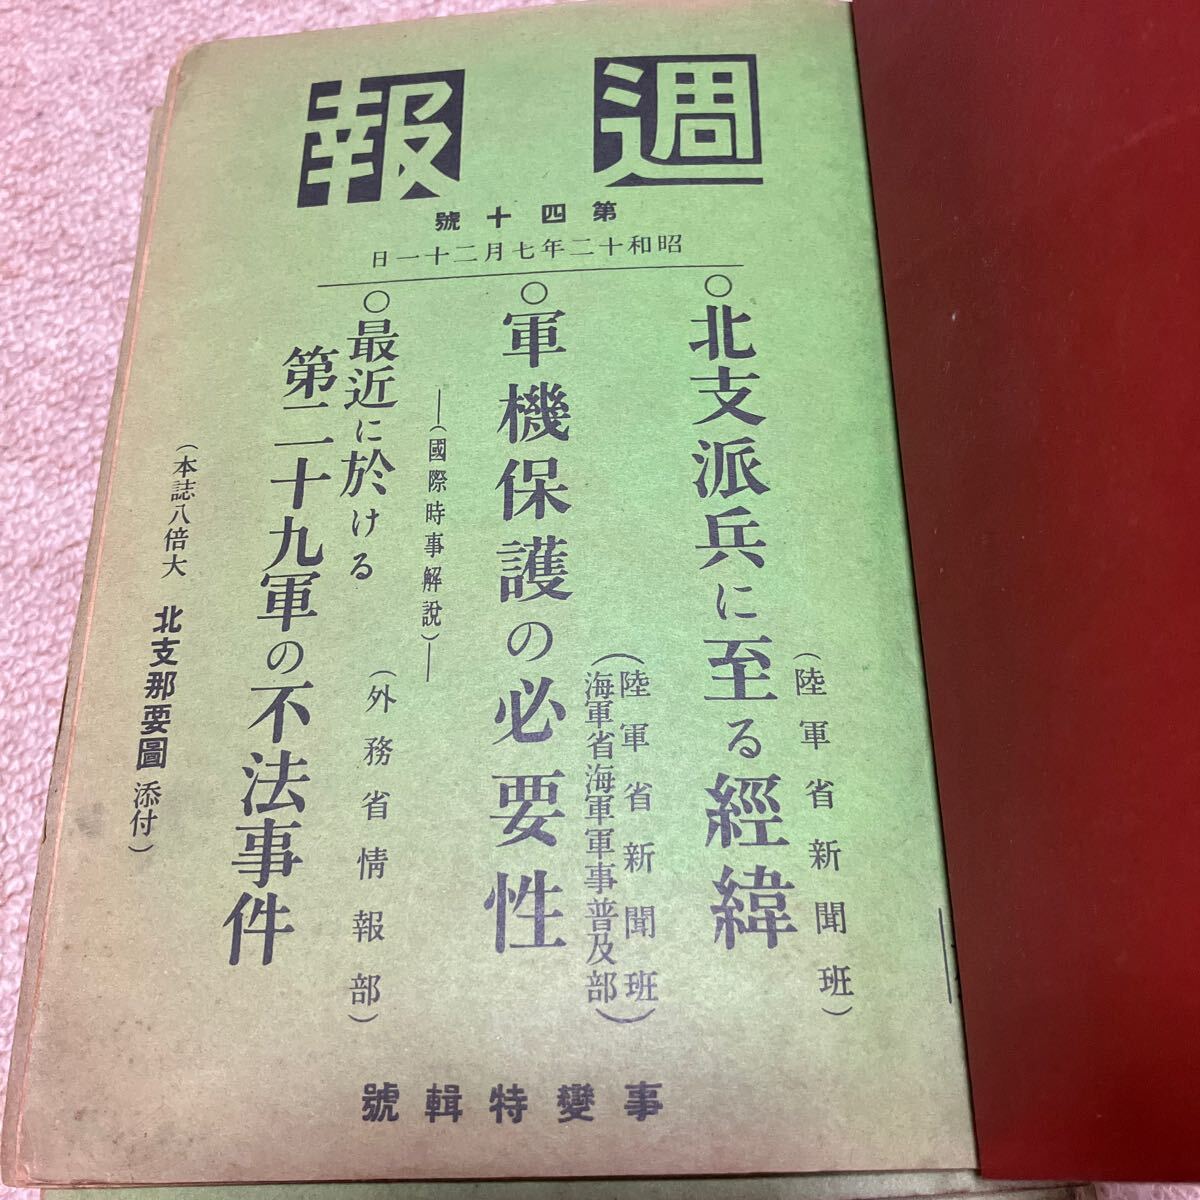 週報
第四十號
昭和十二年七月二十一日
○北支派兵に至る經緯
（陸軍省新聞班）
○軍機保護の必要性
（陸軍省新聞班
海軍省海軍軍事普及部）
―（國際時事解說）―
○最近に於ける
第二十九軍の不法事件
（外務省情報部）
（本誌八倍大 北支那要圖添付）
事變特輯號